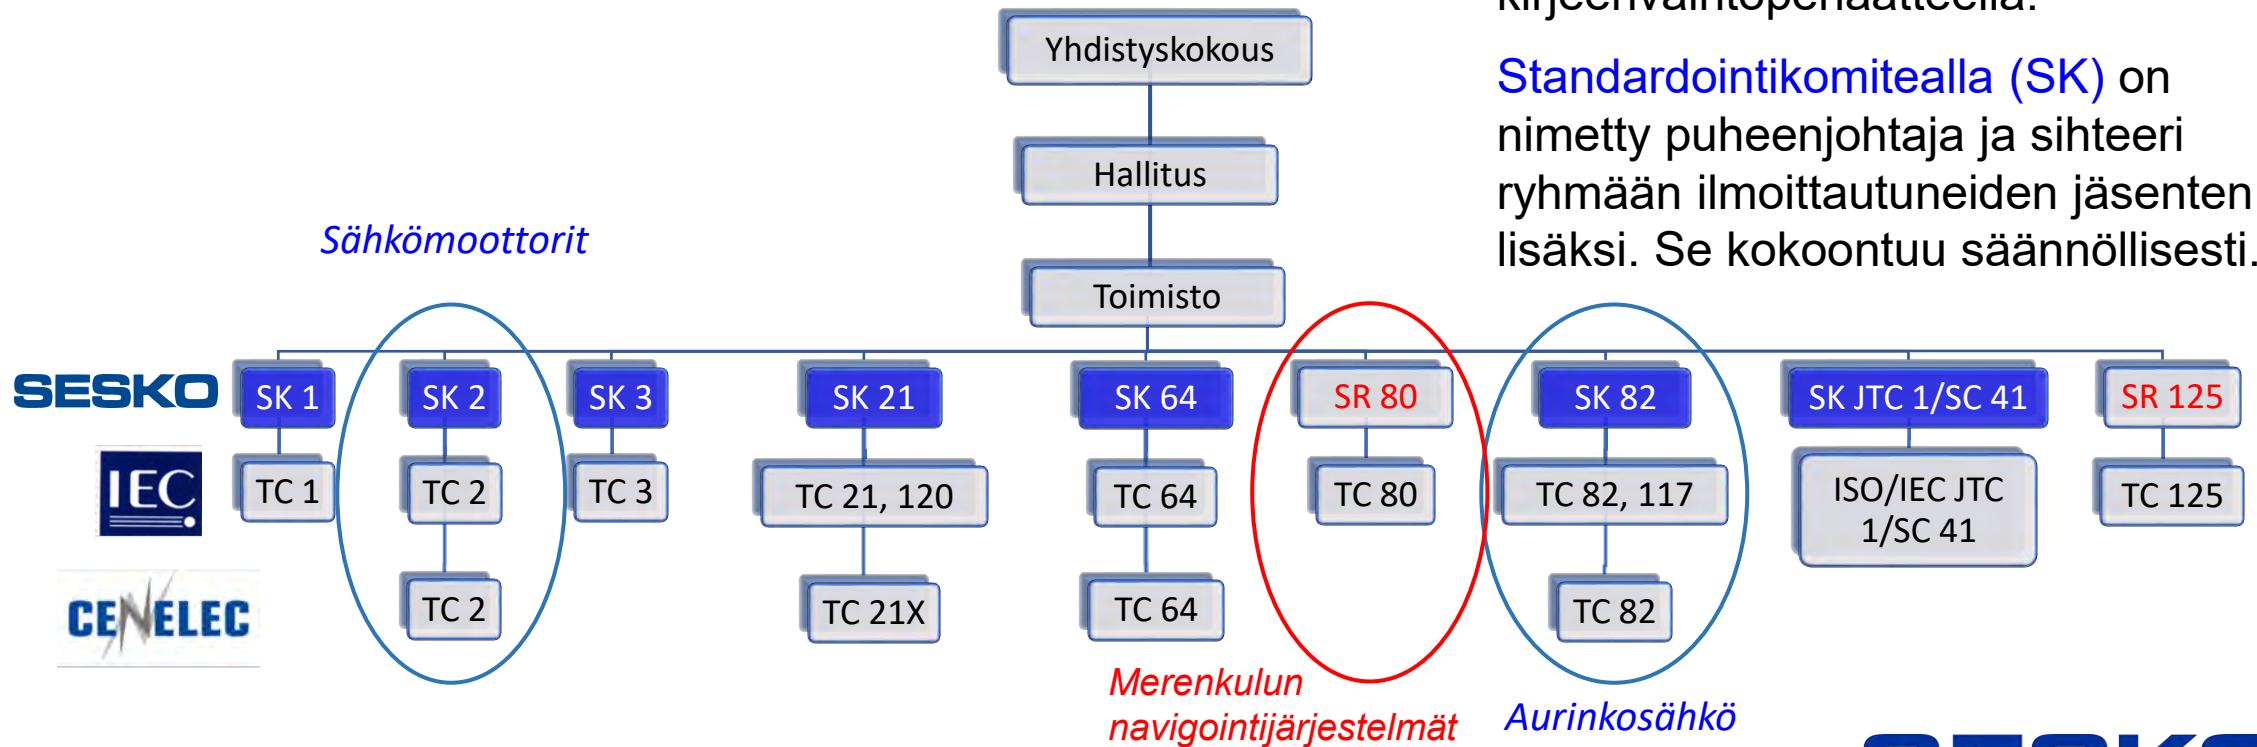 kirjeenvaihtoperiaatteella.
Standardointikomitealla (SK) on
nimetty puheenjohtaja ja sihteeri
ryhmään ilmoittautuneiden jäsenten
lisäksi. Se kokoontuu säännöllisesti.
Yhdistyskokous
Hallitus
Toimisto
Sähkömoottorit
SESKO
SK 1
SK 2
SK 3
SK 21
SK 64
SR 80
SK 82
SK JTC 1/SC 41
SR 125
IEC
TC 1
TC 2
TC 3
TC 21, 120
TC 64
TC 80
TC 82, 117
ISO/IEC JTC
1/SC 41
TC 125
CENELEC
TC 2
TC 21X
TC 64
TC 82
Merenkulun
navigointijärjestelmät
Aurinkosähkö
SESKO